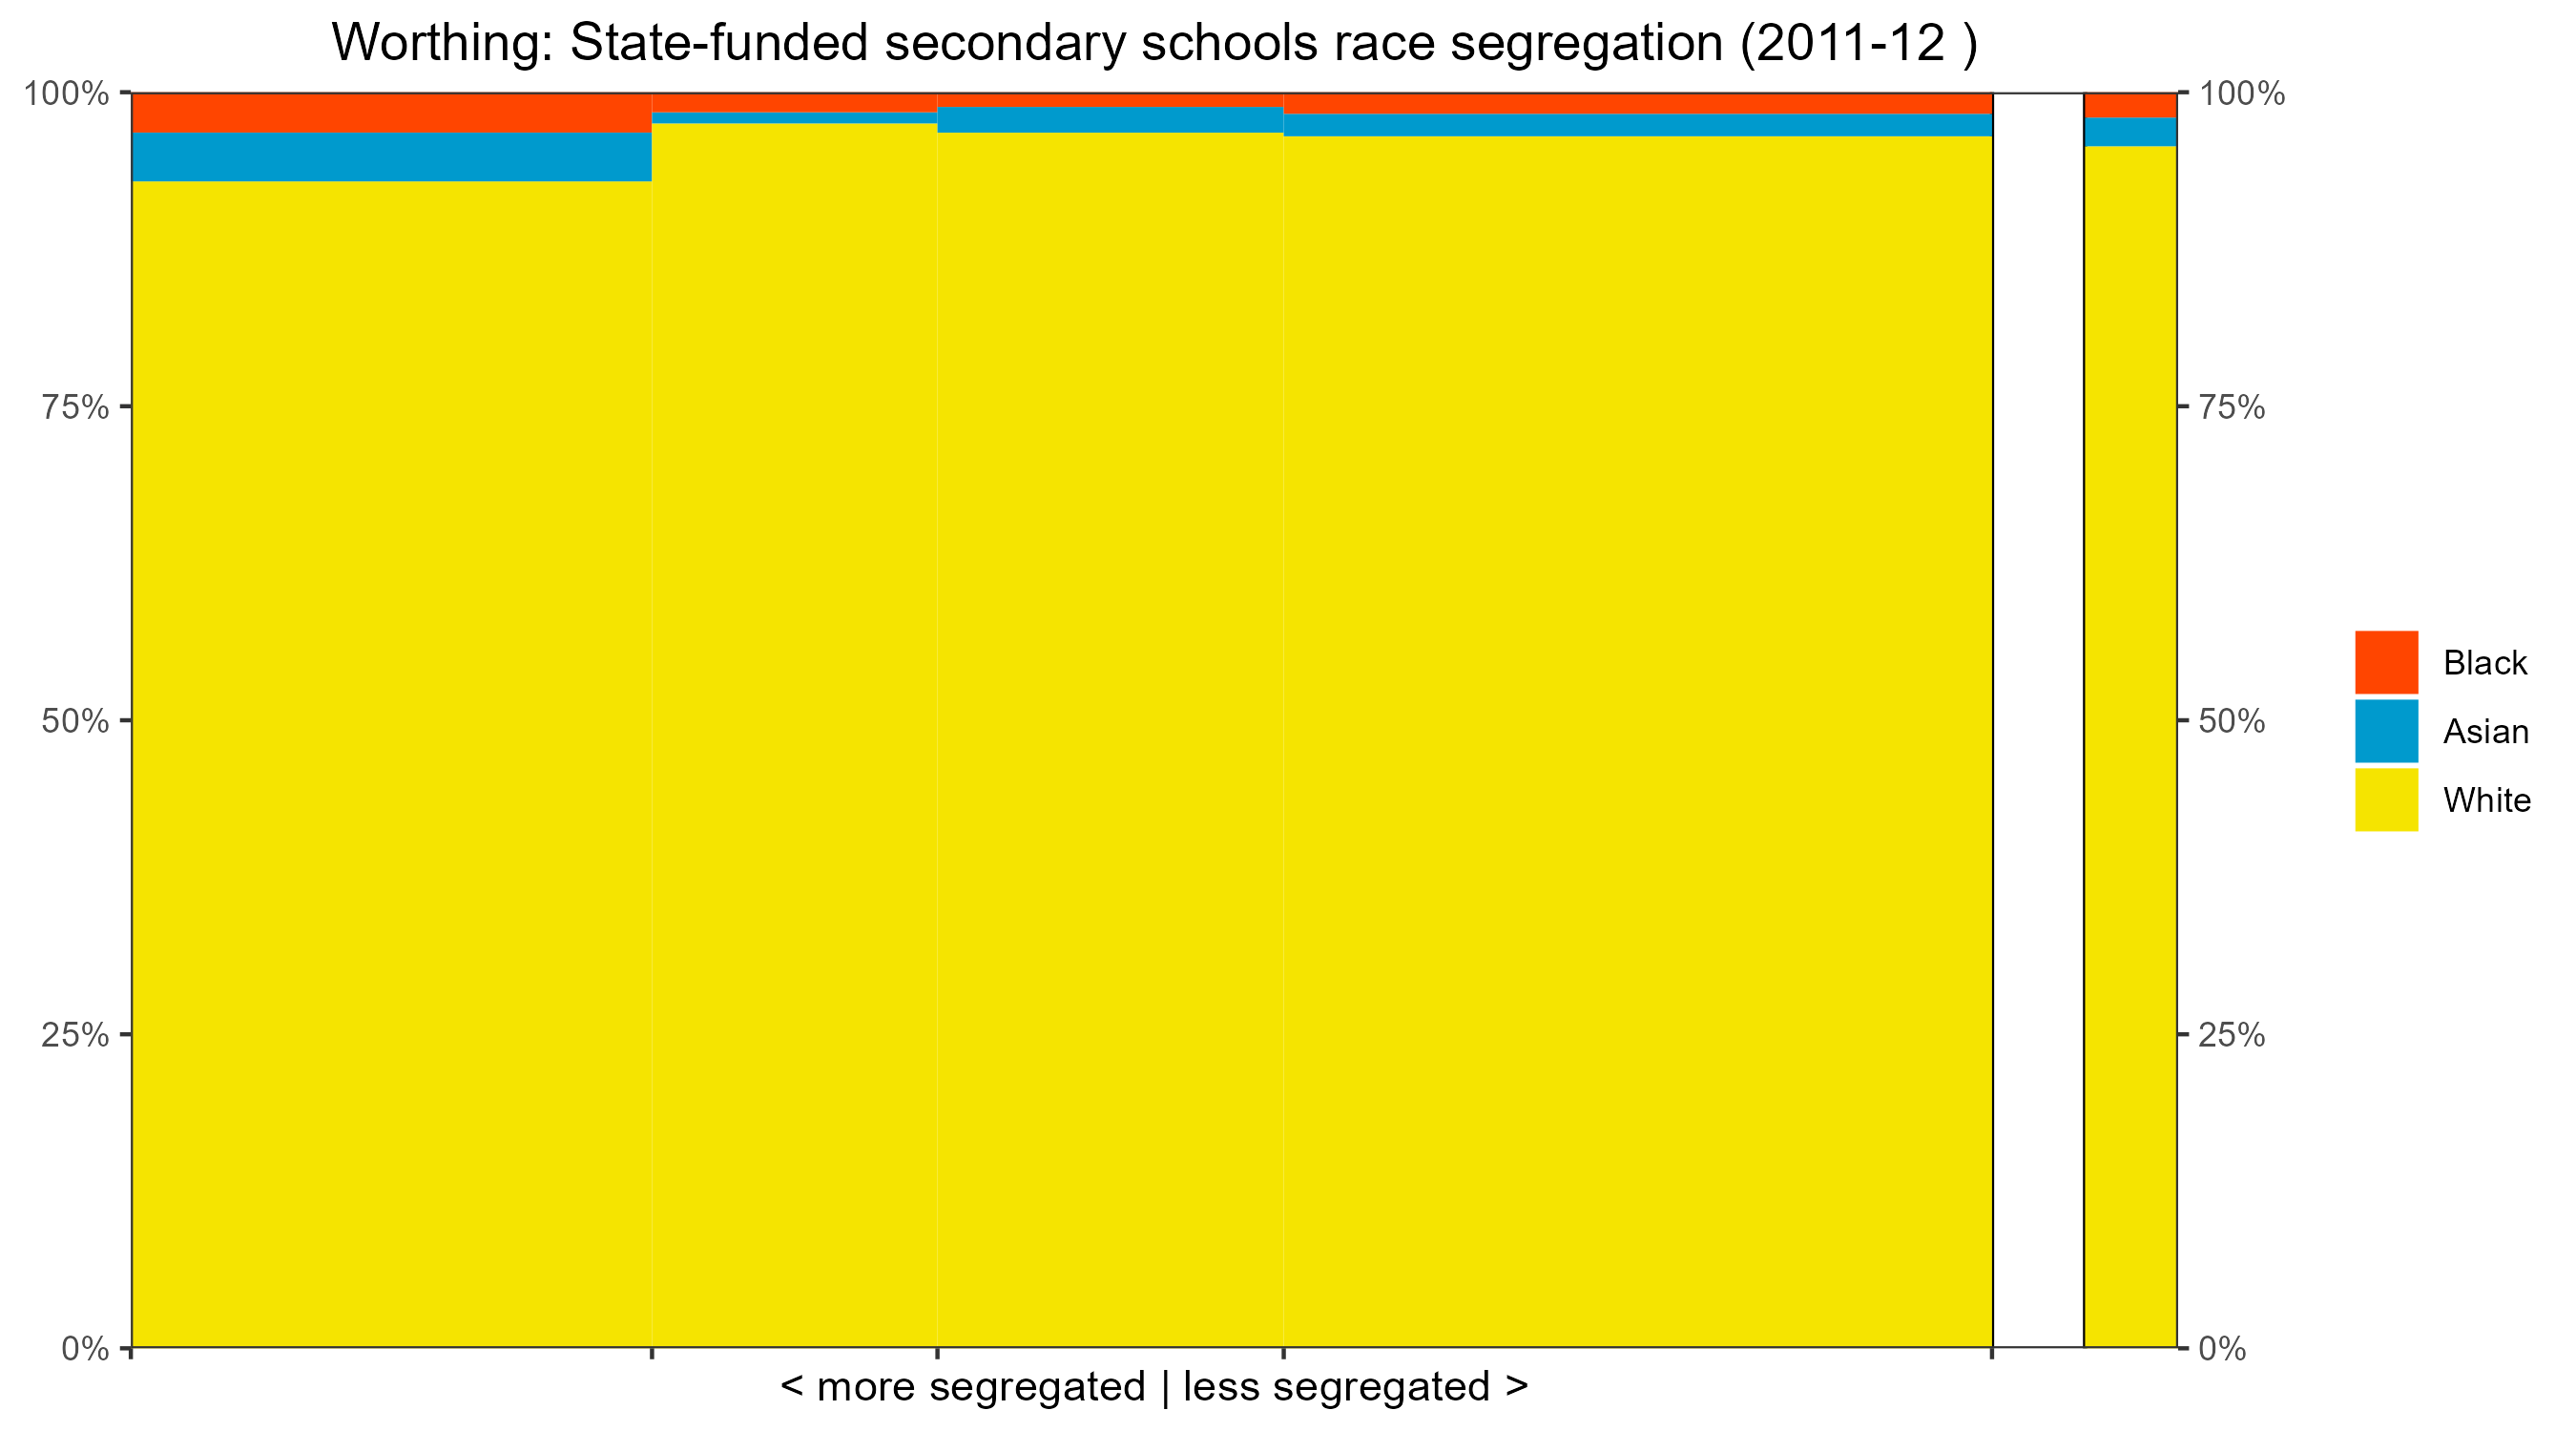 Worthing: State-funded secondary schools race segregation (2011-12 )
100%
75%
50%
25%
0%
100%
75%
50%
25%
0%
< more segregated | less segregated >
Black
Asian
White